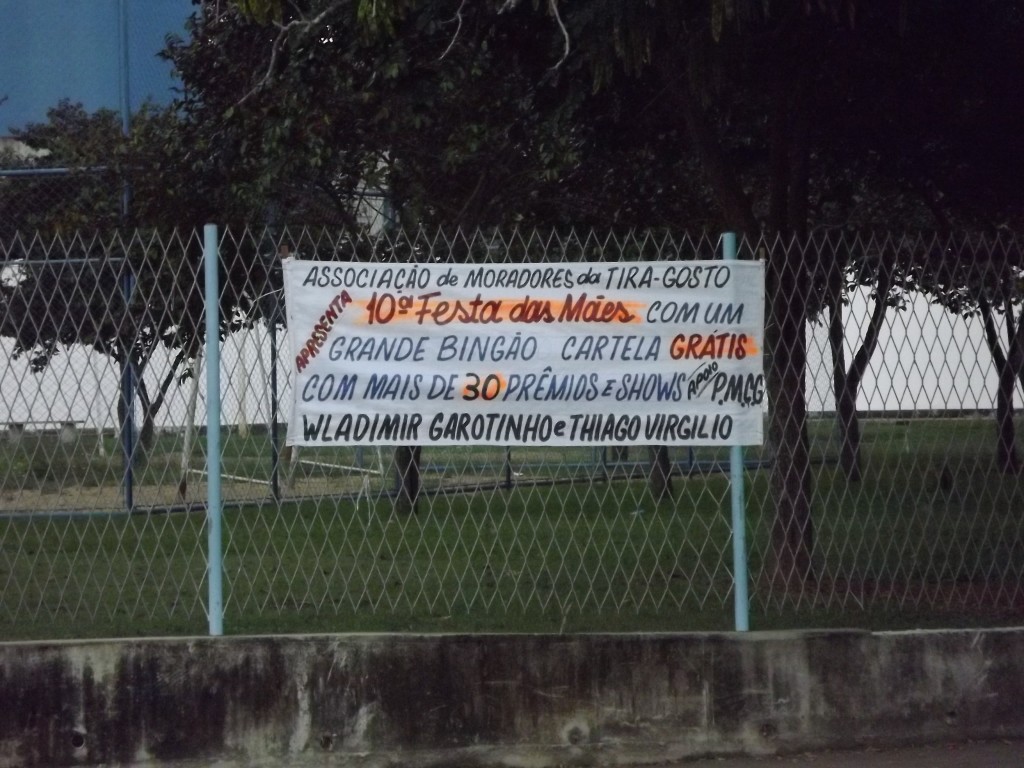 ASSOCIAÇÃO de MORADORES da TIRA-GOSTO
APRESENTA
10ª Festa das Mães COM UM
GRANDE BINGÃO CARTELA GRÁTIS
COM MAIS DE 30 PRÊMIOS E SHOWS APOIO P.M.C.G
WLADIMIR GAROTINHO e THIAGO VIRGILIO